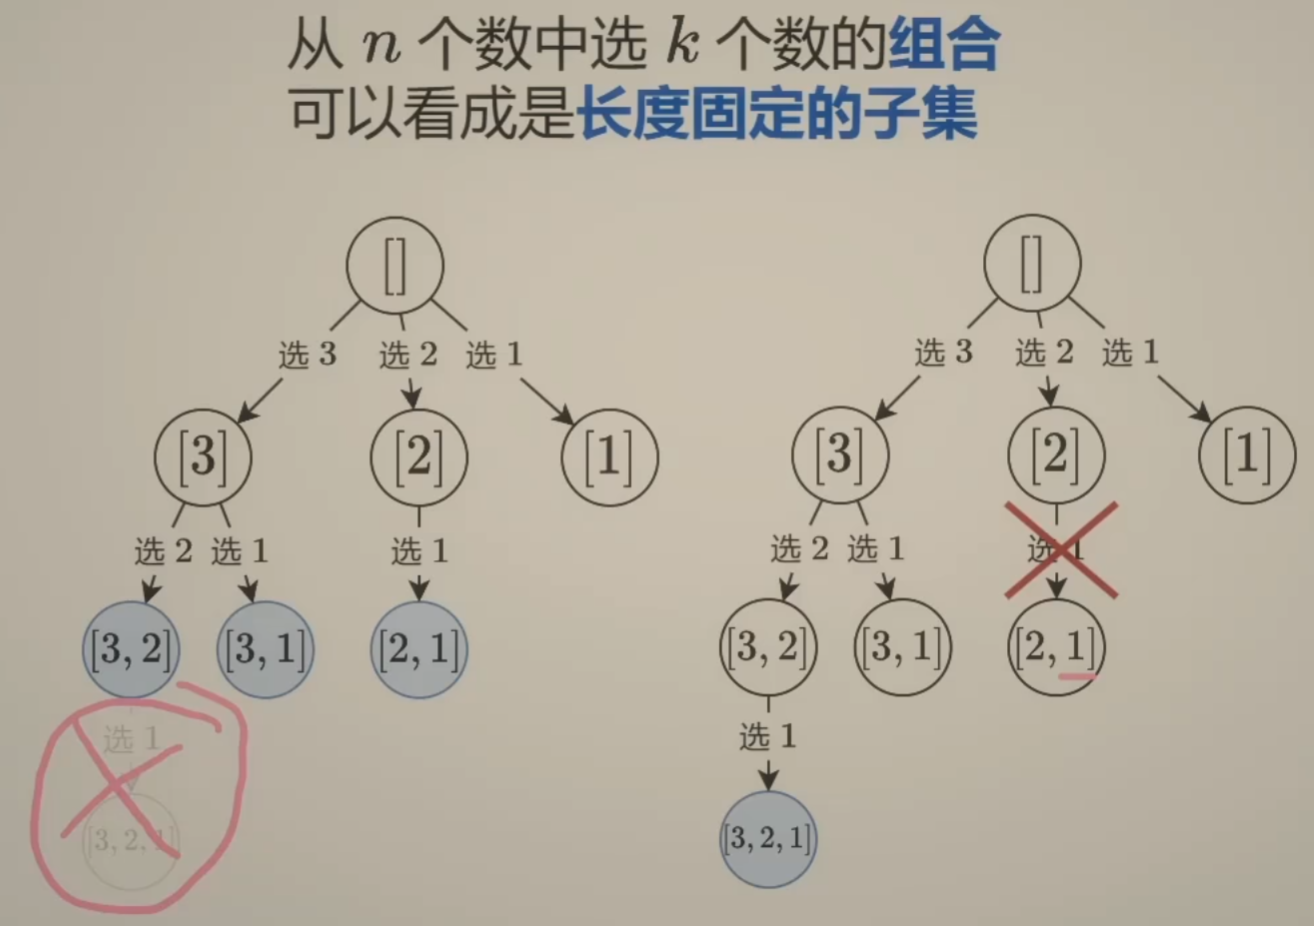 从 n 个数中选 k 个数的组合
可以看成是长度固定的子集
[]
选 3 选 2 选 1
[3] [2] [1]
选 2 选 1 选 1
[3, 2] [3, 1] [2, 1]
选 1
[3, 2, 1]
[]
选 3 选 2 选 1
[3] [2] [1]
选 2 选 1 选 1
[3, 2] [3, 1] [2, 1]
选 1
[3, 2, 1]